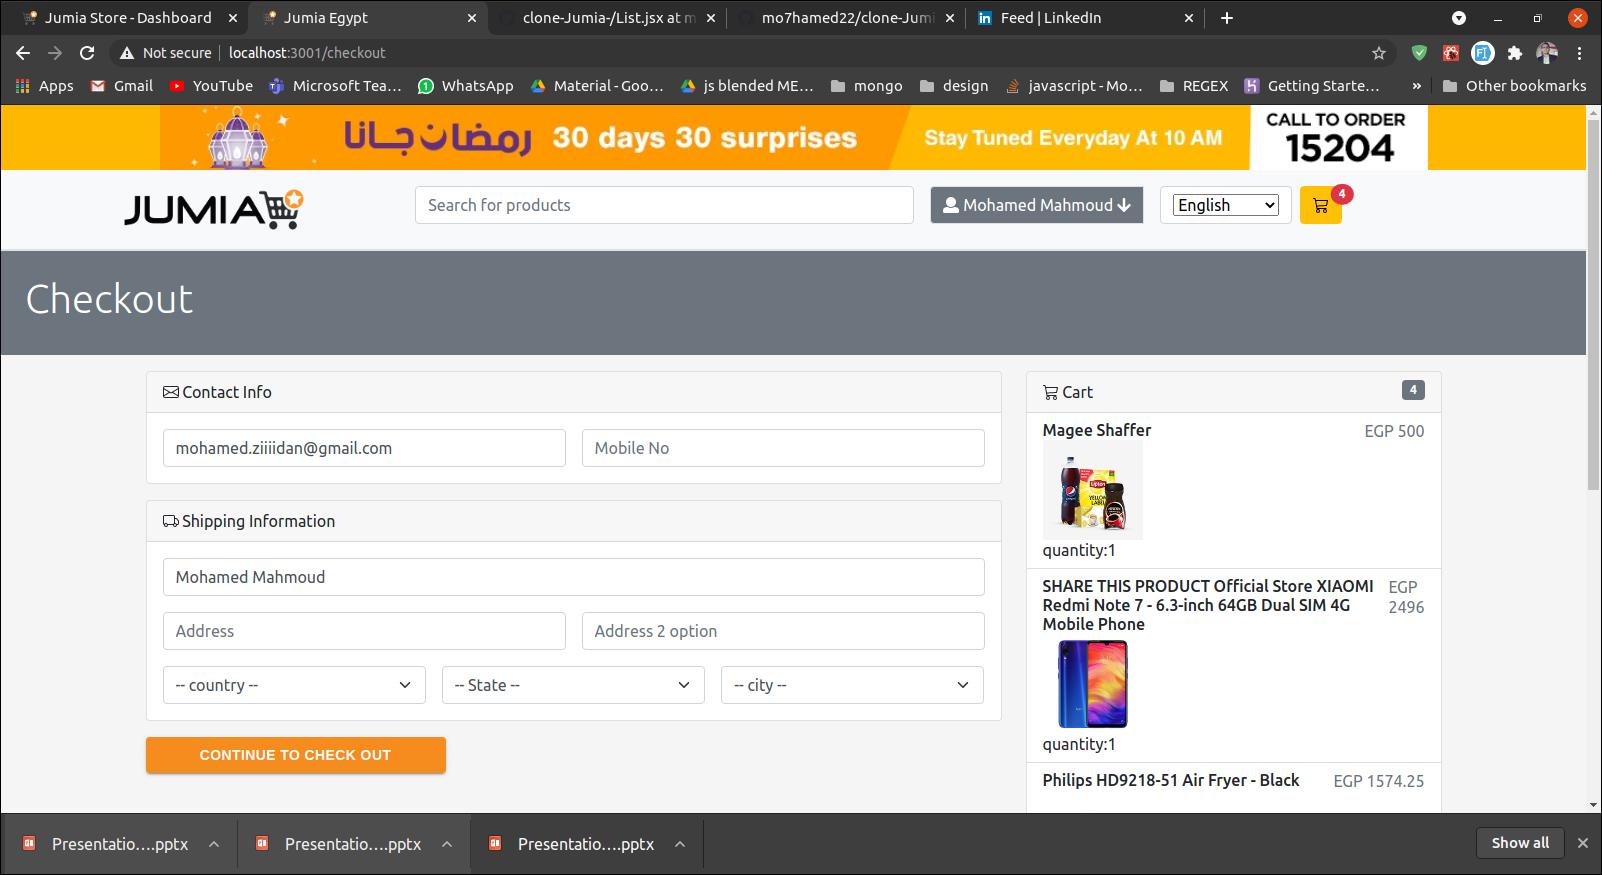 Jumia Store - Dashboard
Jumia Egypt
clone-Jumia-/List.jsx at m
mo7hamed22/clone-Jumi
Feed | LinkedIn
Not secure
localhost:3001/checkout
Apps
Gmail
YouTube
Microsoft Tea…
WhatsApp
Material - Goo…
js blended ME…
mongo
design
javascript - Mo…
REGEX
Getting Starte…
»
Other bookmarks
رمضان جانا
30 days 30 surprises
Stay Tuned Everyday At 10 AM
CALL TO ORDER
15204
JUMIA
Search for products
Mohamed Mahmoud
English
4
Checkout
Contact Info
mohamed.ziiiidan@gmail.com
Mobile No
Shipping Information
Mohamed Mahmoud
Address
Address 2 option
-- country --
-- State --
-- city --
CONTINUE TO CHECK OUT
Cart
4
Magee Shaffer
EGP 500
quantity:1
SHARE THIS PRODUCT Official Store XIAOMI
Redmi Note 7 - 6.3-inch 64GB Dual SIM 4G
Mobile Phone
EGP
2496
quantity:1
Philips HD9218-51 Air Fryer - Black
EGP 1574.25
Presentatio….pptx
Presentatio….pptx
Presentatio….pptx
Show all